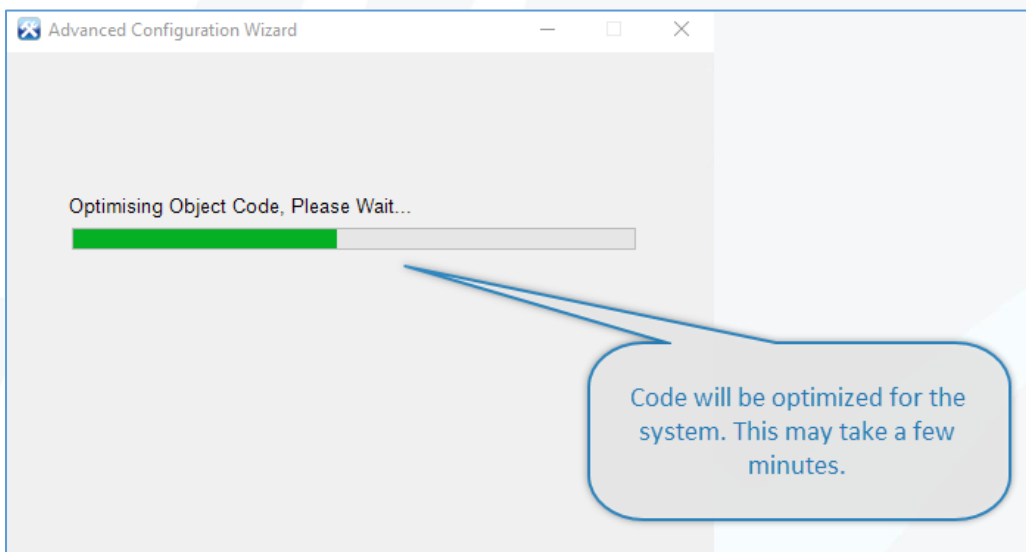 Advanced Configuration Wizard
Optimising Object Code, Please Wait...
Code will be optimized for the
system. This may take a few
minutes.